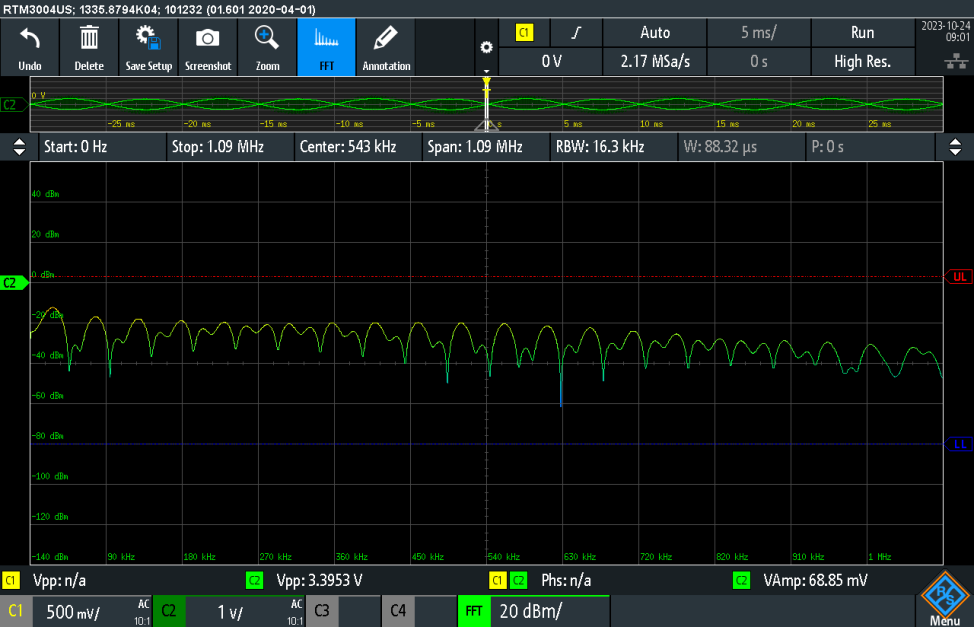 RTM3004US; 1335.8794K04; 101232 (01.601 2020-04-01)
Undo Delete Save Setup Screenshot Zoom FFT Annotation
C1 Auto 5 ms/ Run 2023-10-24 09:01
0 V 2.17 MSa/s 0 s High Res.
C2 0 V
-25 ms -20 ms -15 ms -10 ms -5 ms 5 ms 10 ms 15 ms 20 ms 25 ms
Start: 0 Hz Stop: 1.09 MHz Center: 543 kHz Span: 1.09 MHz RBW: 16.3 kHz W: 88.32 µs P: 0 s
40 dBm
20 dBm
0 dBm
UL
C2
-20 dBm
-40 dBm
-60 dBm
-80 dBm
LL
-100 dBm
-120 dBm
-140 dBm 90 kHz 180 kHz 270 kHz 360 kHz 450 kHz 540 kHz 630 kHz 720 kHz 820 kHz 910 kHz 1 MHz
C1 Vpp: n/a C2 Vpp: 3.3953 V C1 C2 Phs: n/a C2 VAmp: 68.85 mV
C1 500 mV/ AC 10:1 C2 1 V/ AC 10:1 C3 C4 FFT 20 dBm/ R&S Menu